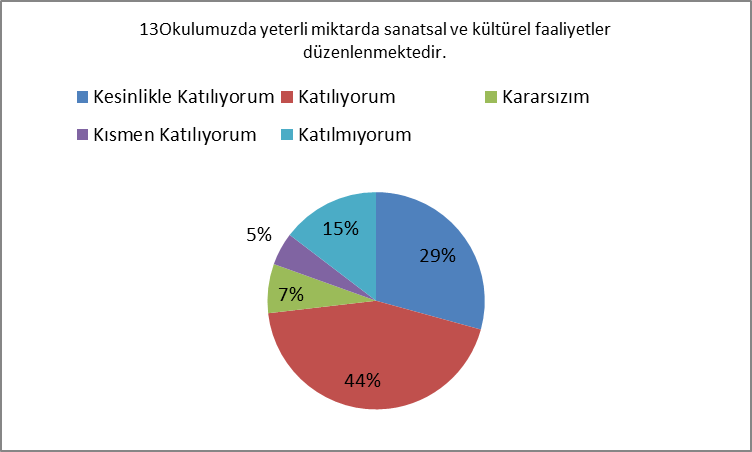 13Okulumuzda yeterli miktarda sanatsal ve kültürel faaliyetler
düzenlenmektedir.
Kesinlikle Katılıyorum Katılıyorum Kararsızım
Kısmen Katılıyorum Katılmıyorum
15%
29%
5%
7%
44%